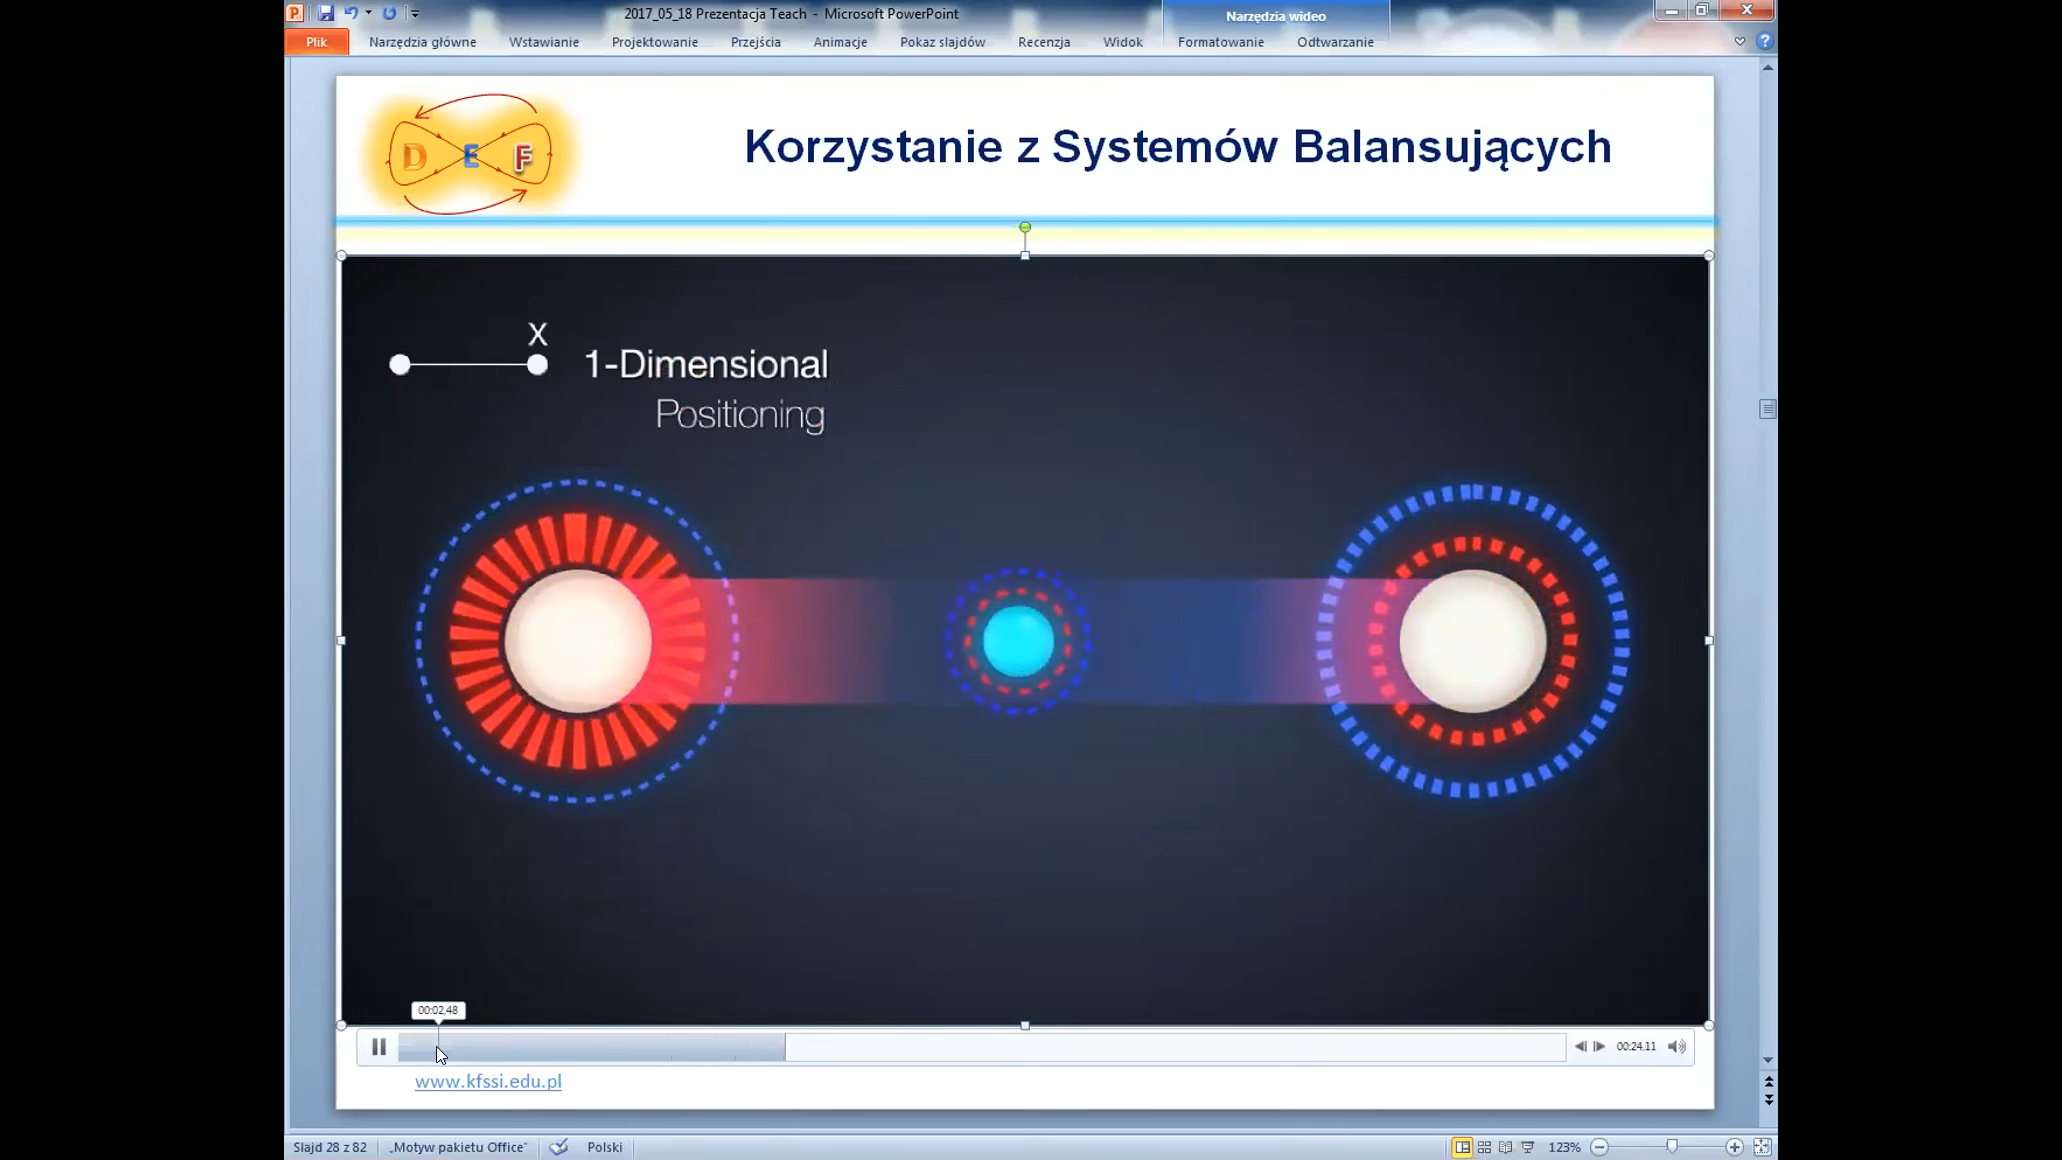 2017_05_18 Prezentacja Teach - Microsoft PowerPoint
Narzędzia wideo
Plik Narzędzia główne Wstawianie Projektowanie Przejścia Animacje Pokaz slajdów Recenzja Widok Formatowanie Odtwarzanie
D E F
Korzystanie z Systemów Balansujących
X
1-Dimensional
Positioning
00:02,48
00:24,11
www.kfssi.edu.pl
Slajd 28 z 82 „Motyw pakietu Office" Polski 123%